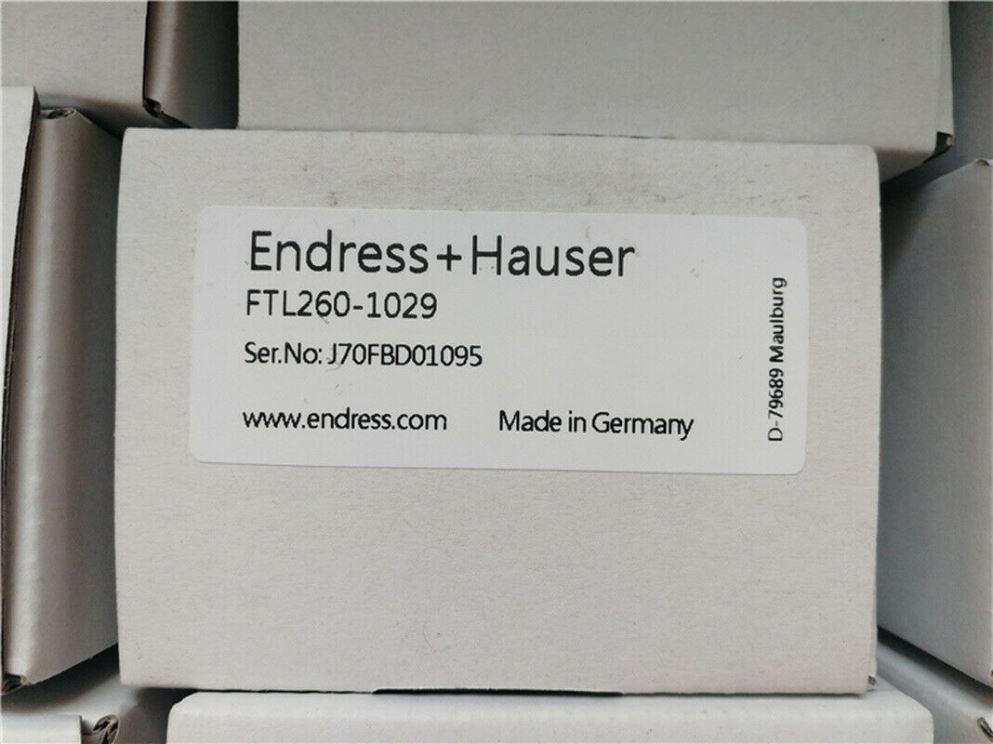 Endress+Hauser
FTL260-1029
Ser.No: J70FBD01095
www.endress.com Made in Germany
D-79689 Maulburg